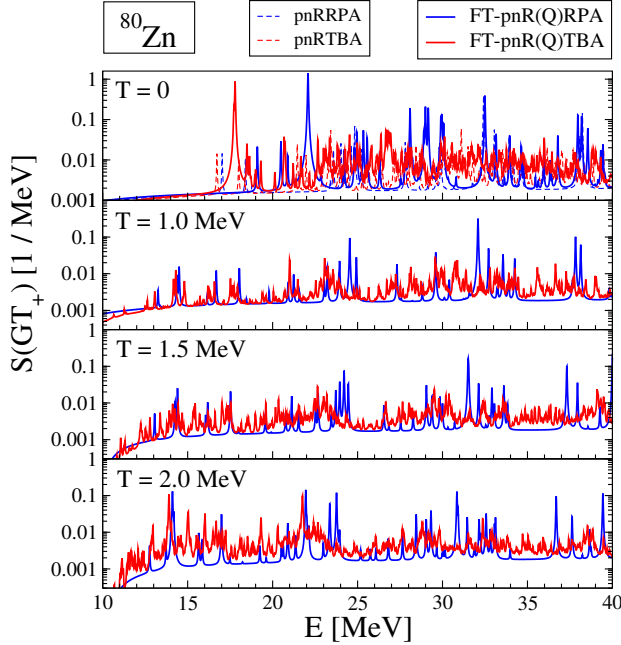 ⁸⁰Zn
pnRRPA
pnRTBA
FT-pnR(Q)RPA
FT-pnR(Q)TBA
S(GT₊) [1 / MeV]
T = 0
1
0.1
0.01
0.001
T = 1.0 MeV
1
0.1
0.01
0.001
T = 1.5 MeV
1
0.1
0.01
0.001
T = 2.0 MeV
1
0.1
0.01
0.001
10 15 20 25 30 35 40
E [MeV]